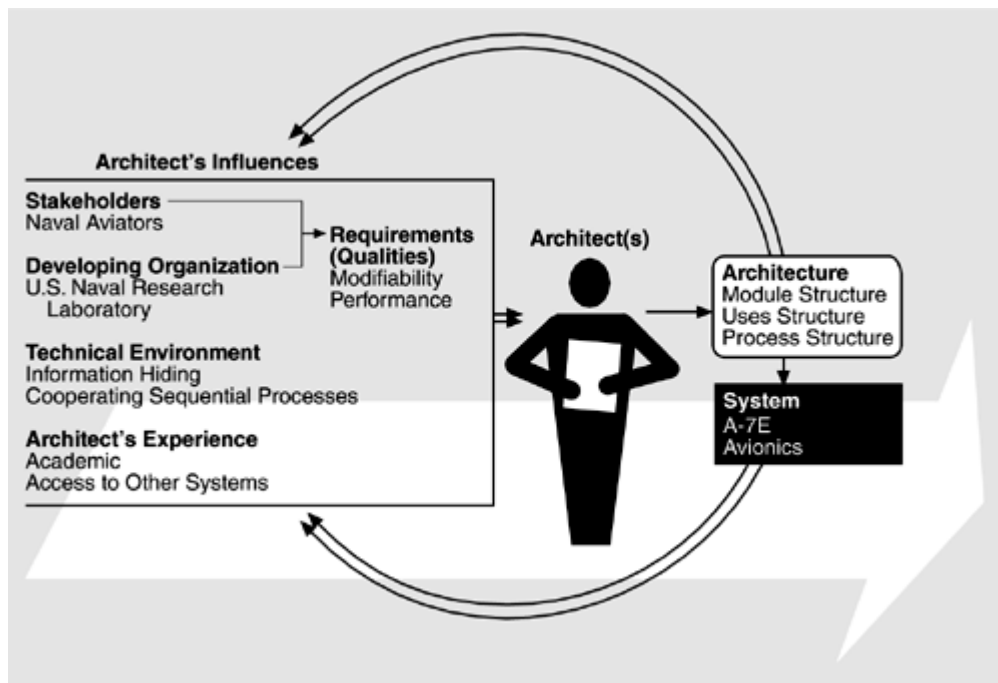 Architect's Influences
Stakeholders
Naval Aviators
Developing Organization
U.S. Naval Research
Laboratory
Requirements
(Qualities)
Modifiability
Performance
Technical Environment
Information Hiding
Cooperating Sequential Processes
Architect's Experience
Academic
Access to Other Systems
Architect(s)
Architecture
Module Structure
Uses Structure
Process Structure
System
A-7E
Avionics